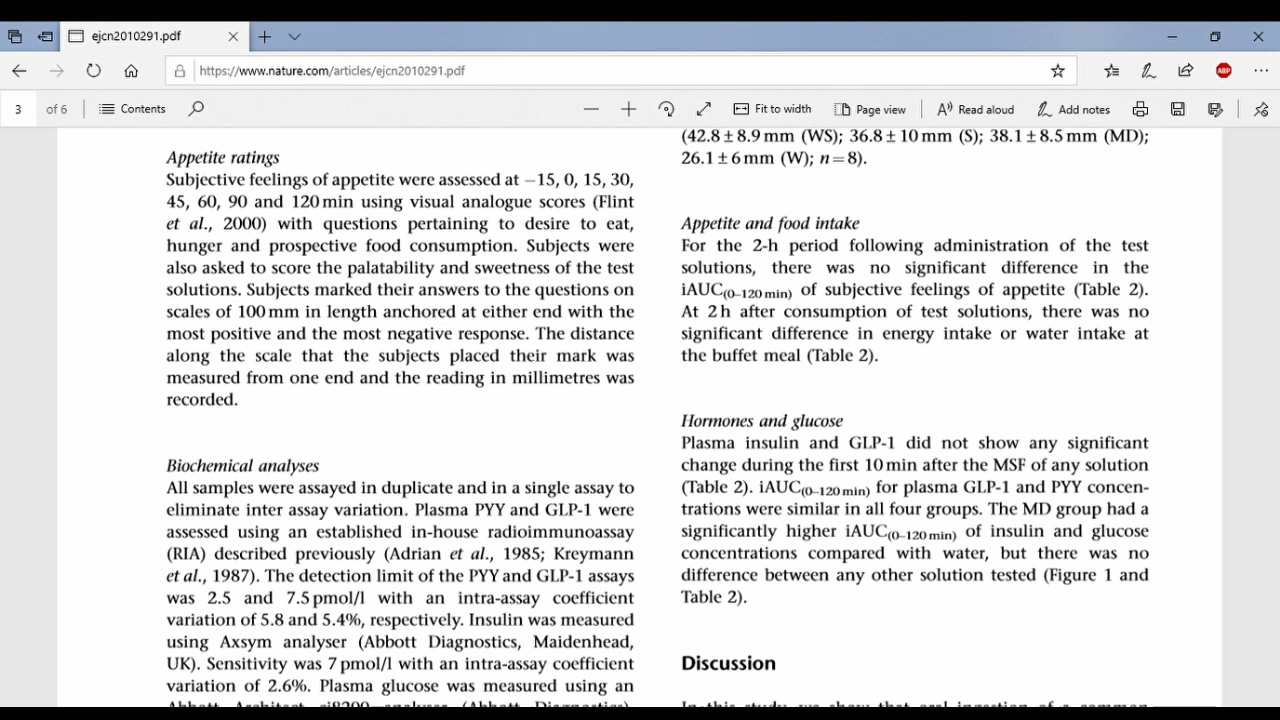 ejcn2010291.pdf
https://www.nature.com/articles/ejcn2010291.pdf
ABP
3 of 6 Contents Fit to width Page view Read aloud Add notes
Appetite ratings
Subjective feelings of appetite were assessed at −15, 0, 15, 30,
45, 60, 90 and 120 min using visual analogue scores (Flint
et al., 2000) with questions pertaining to desire to eat,
hunger and prospective food consumption. Subjects were
also asked to score the palatability and sweetness of the test
solutions. Subjects marked their answers to the questions on
scales of 100 mm in length anchored at either end with the
most positive and the most negative response. The distance
along the scale that the subjects placed their mark was
measured from one end and the reading in millimetres was
recorded.
Biochemical analyses
All samples were assayed in duplicate and in a single assay to
eliminate inter assay variation. Plasma PYY and GLP-1 were
assessed using an established in-house radioimmunoassay
(RIA) described previously (Adrian et al., 1985; Kreymann
et al., 1987). The detection limit of the PYY and GLP-1 assays
was 2.5 and 7.5 pmol/l with an intra-assay coefficient
variation of 5.8 and 5.4%, respectively. Insulin was measured
using Axsym analyser (Abbott Diagnostics, Maidenhead,
UK). Sensitivity was 7 pmol/l with an intra-assay coefficient
variation of 2.6%. Plasma glucose was measured using an
(42.8 ± 8.9 mm (WS); 36.8 ± 10 mm (S); 38.1 ± 8.5 mm (MD);
26.1 ± 6 mm (W); n = 8).
Appetite and food intake
For the 2-h period following administration of the test
solutions, there was no significant difference in the
iAUC(0–120 min) of subjective feelings of appetite (Table 2).
At 2 h after consumption of test solutions, there was no
significant difference in energy intake or water intake at
the buffet meal (Table 2).
Hormones and glucose
Plasma insulin and GLP-1 did not show any significant
change during the first 10 min after the MSF of any solution
(Table 2). iAUC(0–120 min) for plasma GLP-1 and PYY concen-
trations were similar in all four groups. The MD group had a
significantly higher iAUC(0–120 min) of insulin and glucose
concentrations compared with water, but there was no
difference between any other solution tested (Figure 1 and
Table 2).
Discussion